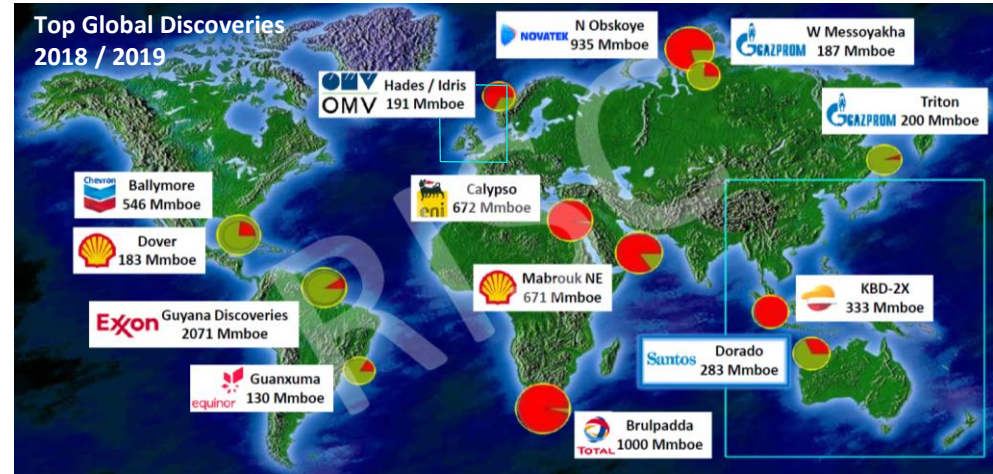 Top Global Discoveries
2018 / 2019
NOVATEK
N Obskoye
935 Mmboe
GAZPROM
W Messoyakha
187 Mmboe
OMV
OMV
Hades / Idris
191 Mmboe
GAZPROM
Triton
200 Mmboe
Chevron
Ballymore
546 Mmboe
eni
Calypso
672 Mmboe
Dover
183 Mmboe
Mabrouk NE
671 Mmboe
KBD-2X
333 Mmboe
Exxon
Guyana Discoveries
2071 Mmboe
Santos
Dorado
283 Mmboe
equinor
Guanxuma
130 Mmboe
TOTAL
Brulpadda
1000 Mmboe